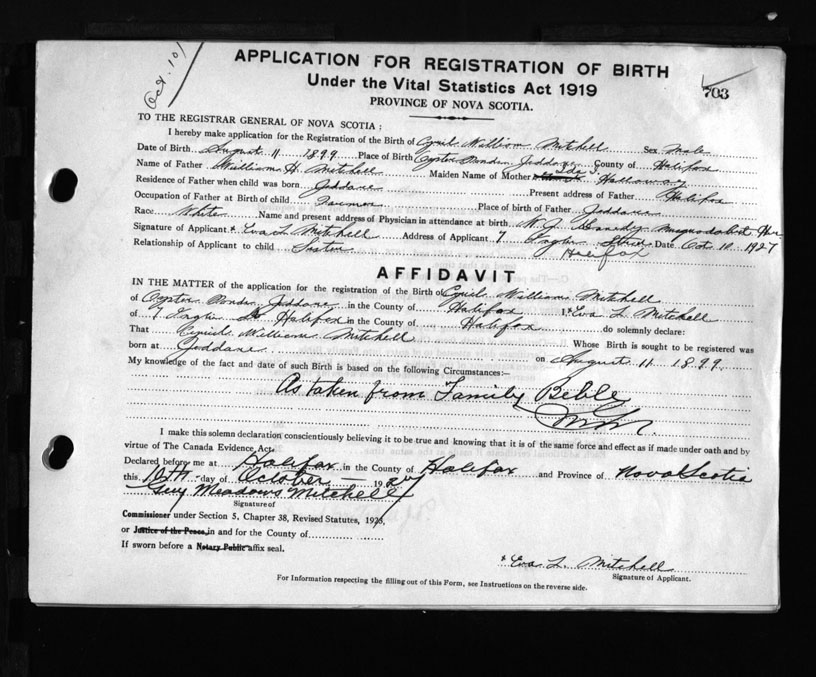 Oct. 10/
APPLICATION FOR REGISTRATION OF BIRTH
Under the Vital Statistics Act 1919
703
PROVINCE OF NOVA SCOTIA.
TO THE REGISTRAR GENERAL OF NOVA SCOTIA:
I hereby make application for the Registration of the Birth of Cyril William Mitchell Sex Male
Date of Birth August 11 1899 Place of Birth Oyster Ponds Jeddore County of Halifax
Name of Father William H. Mitchell Maiden Name of Mother Ida J. Halloway
Residence of Father when child was born Jeddore Present address of Father Halifax
Occupation of Father at Birth of child Place of birth of Father Jeddore
Race White Name and present address of Physician in attendance at birth W. J. Kennedy Musquodoboit Hbr
Signature of Applicant x Eva L. Mitchell Address of Applicant 7 Street Date Oct. 10 1927
Halifax
Relationship of Applicant to child Sister
AFFIDAVIT
IN THE MATTER of the application for the registration of the Birth of Cyril William Mitchell
of Oyster Ponds Jeddore in the County of Halifax I, Eva L. Mitchell
of 7 St Halifax in the County of Halifax do solemnly declare:
That Cyril William Mitchell Whose Birth is sought to be registered was
born at Jeddore on August 11 1899
My knowledge of the fact and date of such Birth is based on the following Circumstances:—
As taken from Family Bible
I make this solemn declaration conscientiously believing it to be true and knowing that it is of the same force and effect as if made under oath and by
virtue of The Canada Evidence Act.
Declared before me at Halifax in the County of Halifax and Province of Nova Scotia
this 10th day of October 1927
Guy Meadows Mitchell
Signature of
Commissioner under Section 5, Chapter 38, Revised Statutes, 1923,
or Justice of the Peace, in and for the County of
If sworn before a Notary Public affix seal.
x Eva L. Mitchell
Signature of Applicant.
For Information respecting the filling out of this Form, see Instructions on the reverse side.